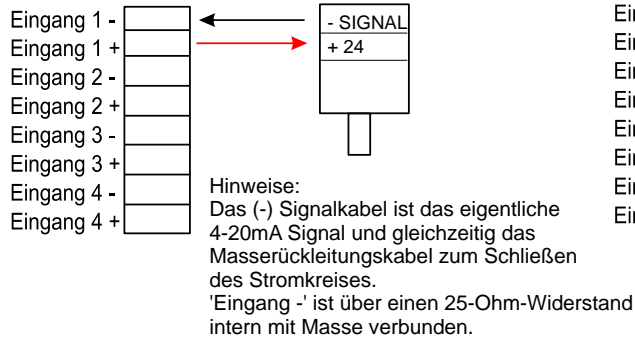 Eingang 1 -
Eingang 1 +
Eingang 2 -
Eingang 2 +
Eingang 3 -
Eingang 3 +
Eingang 4 -
Eingang 4 +
- SIGNAL
+ 24
Hinweise:
Das (-) Signalkabel ist das eigentliche
4-20mA Signal und gleichzeitig das
Masserückleitungskabel zum Schließen
des Stromkreises.
'Eingang -' ist über einen 25-Ohm-Widerstand
intern mit Masse verbunden.